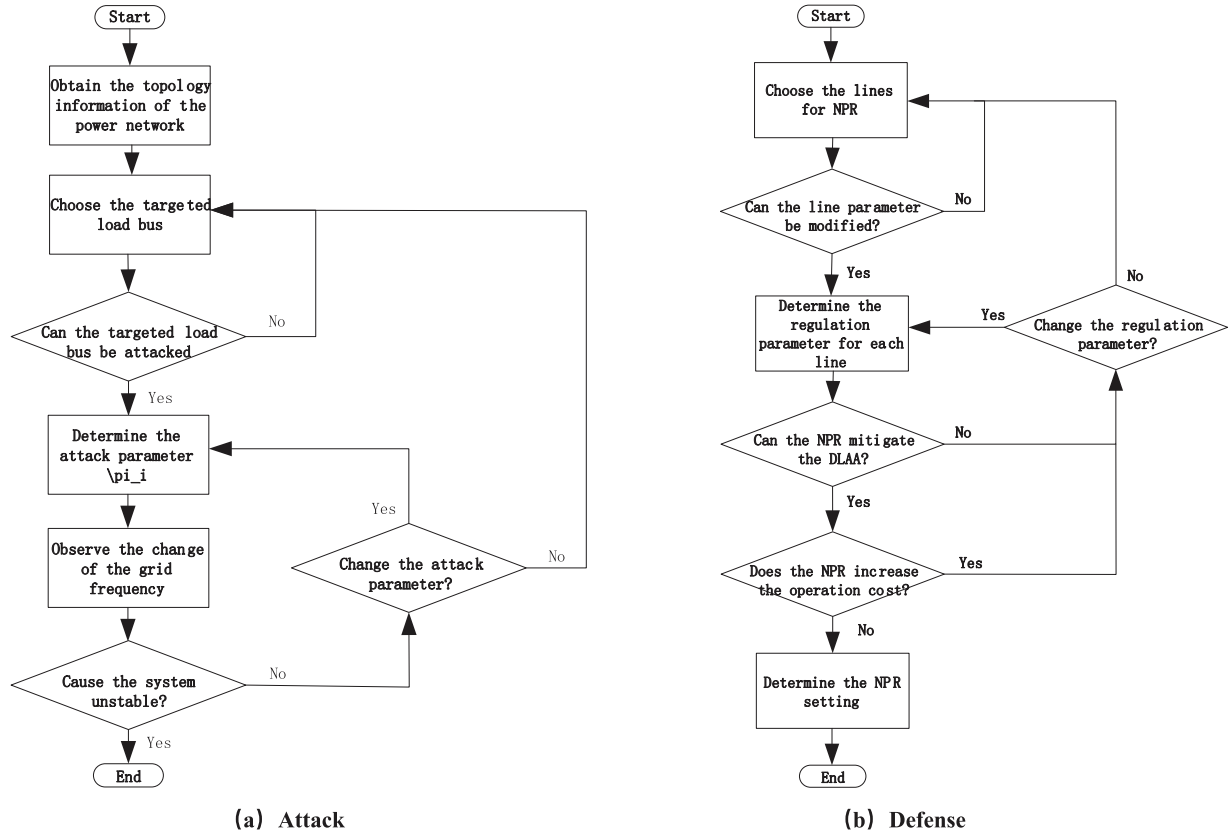 Start
Obtain the topology
information of the
power network
Choose the targeted
load bus
Can the targeted load
bus be attacked
No
Yes
Determine the
attack parameter
\pi_i
Observe the change
of the grid
frequency
Cause the system
unstable?
No
Yes
End
Change the attack
parameter?
Yes
No
(a) Attack
Start
Choose the lines
for NPR
Can the line parameter
be modified?
No
Yes
Determine the
regulation
parameter for each
line
Can the NPR mitigate
the DLAA?
No
Yes
Does the NPR increase
the operation cost?
Yes
No
Determine the NPR
setting
End
Change the regulation
parameter?
Yes
No
(b) Defense